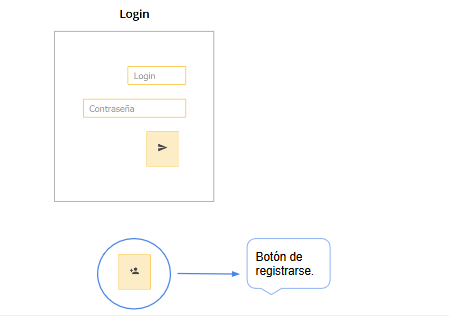 Login
Login
Contraseña
Botón de
registrarse.